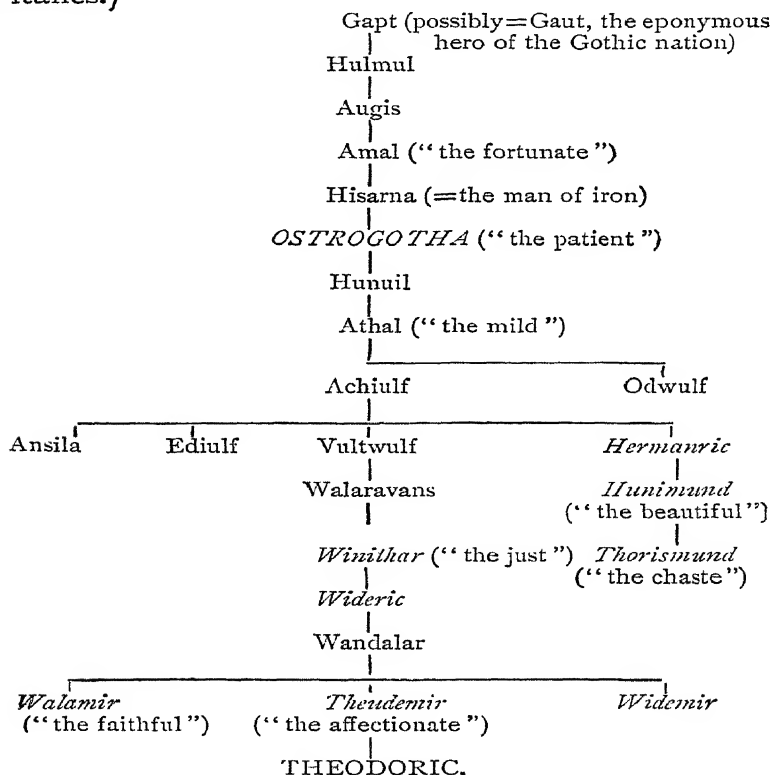 italics.)
Gapt (possibly=Gaut, the eponymous
hero of the Gothic nation)
Hulmul
Augis
Amal (“ the fortunate ”)
Hisarna (=the man of iron)
OSTROGOTHA (“ the patient ”)
Hunuil
Athal (“ the mild ”)
Achiulf Odwulf
Ansila Ediulf Vultwulf Hermanric
Walaravans Hunimund
(“ the beautiful ”)
Winithar (“ the just ”) Thorismund
(“ the chaste ”)
Wideric
Wandalar
Walamir Theudemir Widemir
(“ the faithful ”) (“ the affectionate ”)
THEODORIC.